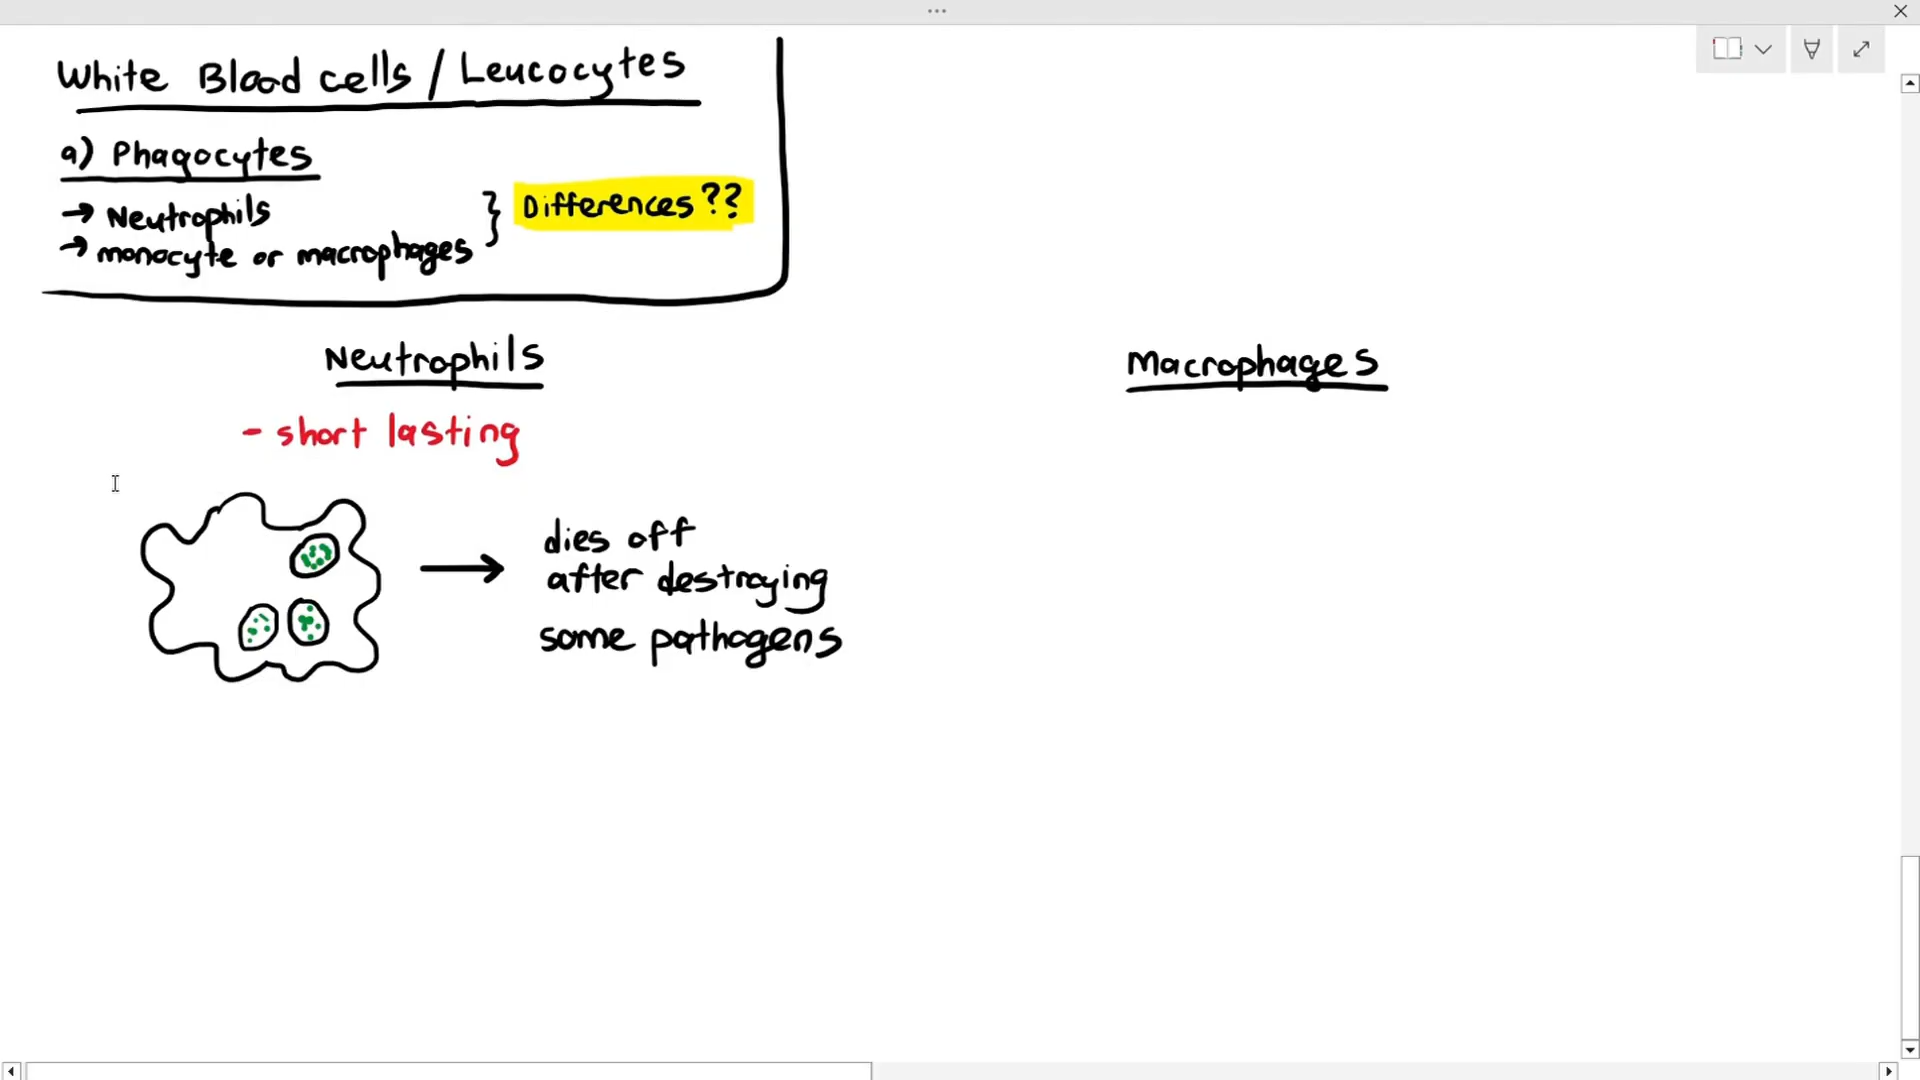 White Blood cells / Leucocytes
a) Phagocytes
→ Neutrophils
→ monocyte or macrophages
} Differences??
Neutrophils
Macrophages
- short lasting
→ dies off
after destroying
some pathogens